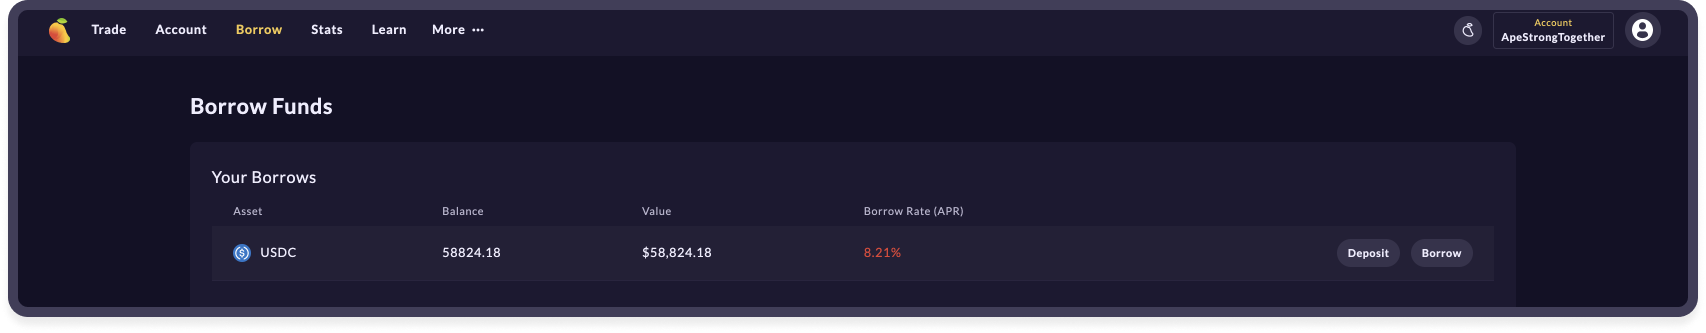 Trade Account Borrow Stats Learn More ···
Account
ApeStrongTogether
Borrow Funds
Your Borrows
Asset Balance Value Borrow Rate (APR)
USDC 58824.18 $58,824.18 8.21% Deposit Borrow